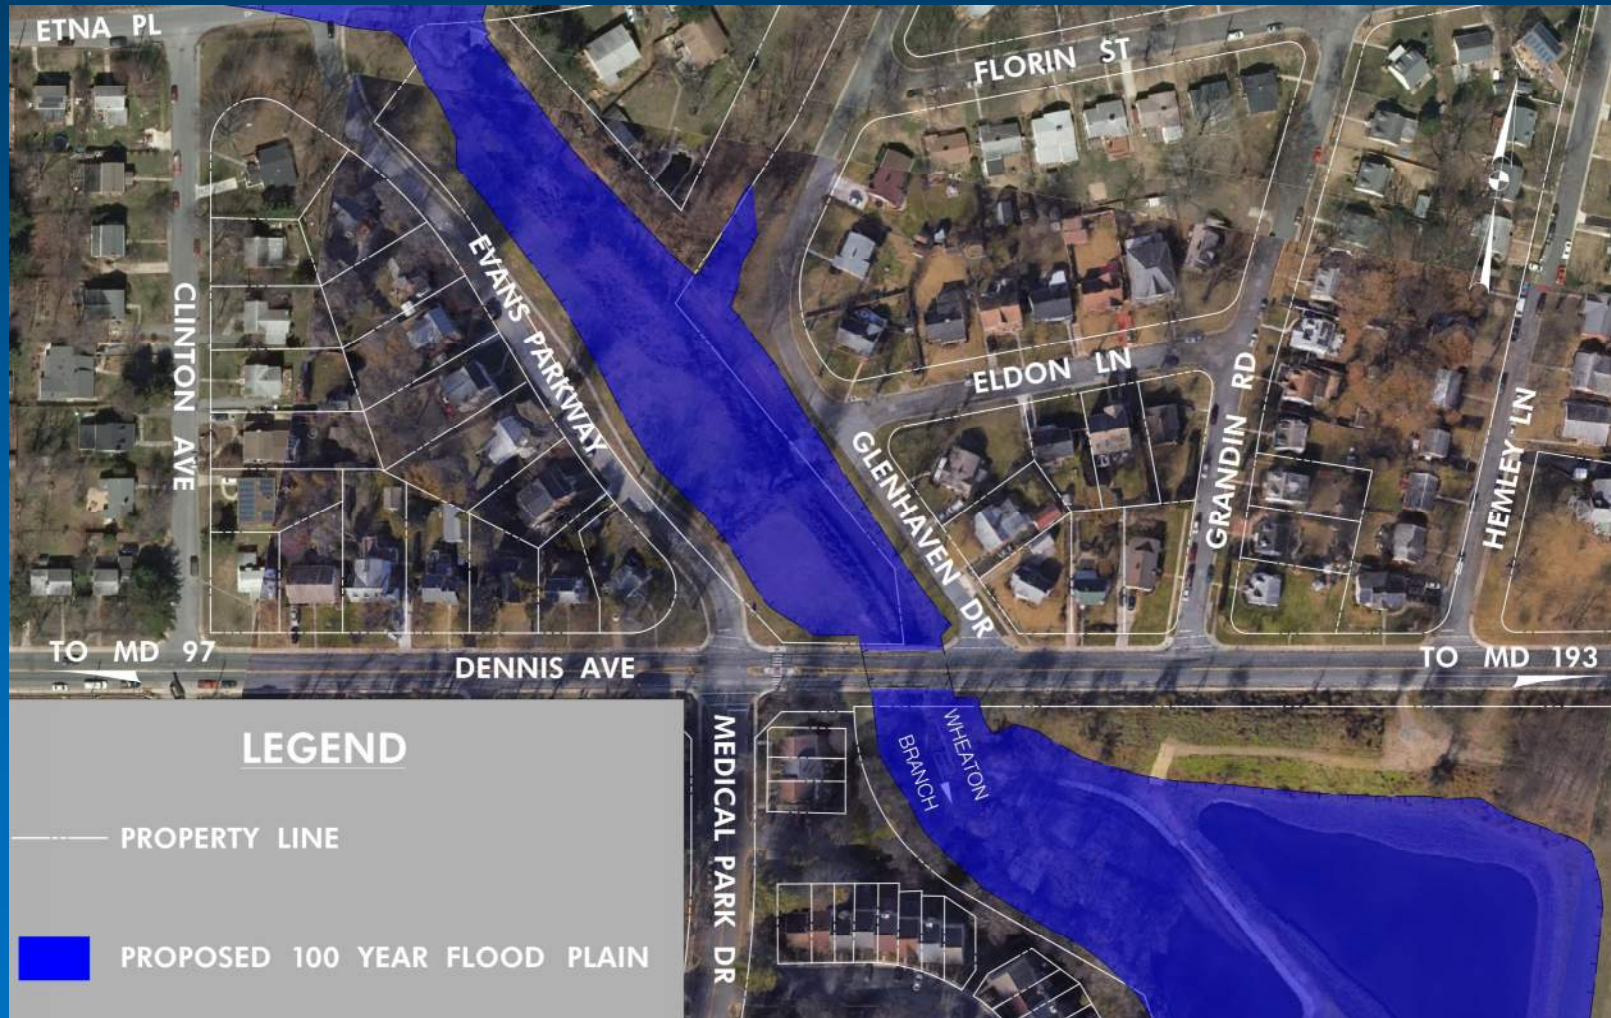 ETNA PL
FLORIN ST
EVANS PARKWAY
CLINTON AVE
ELDON LN
GLENHAVEN DR
GRANDIN RD
HEMLEY LN
TO MD 97
DENNIS AVE
TO MD 193
MEDICAL PARK DR
WHEATON
BRANCH
LEGEND
PROPERTY LINE
PROPOSED 100 YEAR FLOOD PLAIN